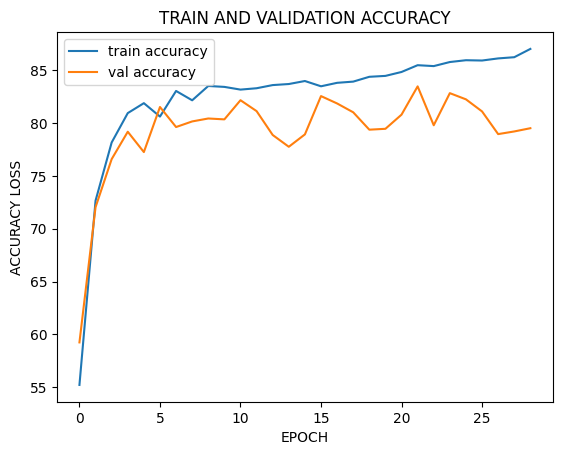 TRAIN AND VALIDATION ACCURACY
train accuracy
val accuracy
85
80
75
70
65
60
55
ACCURACY LOSS
0
5
10
15
20
25
EPOCH